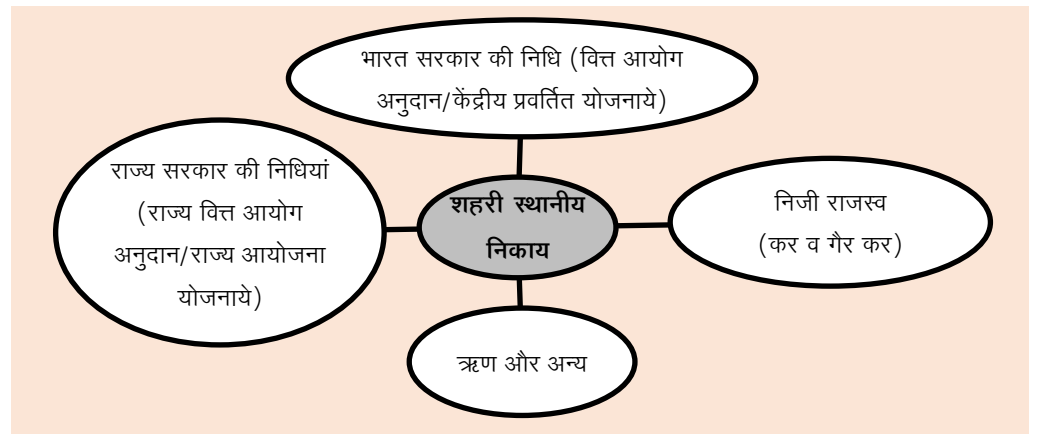 भारत सरकार की निधि (वित्त आयोग
अनुदान/केंद्रीय प्रवर्तित योजनाये)
राज्य सरकार की निधियां
(राज्य वित्त आयोग
अनुदान/राज्य आयोजना
योजनाये)
शहरी स्थानीय
निकाय
निजी राजस्व
(कर व गैर कर)
ऋण और अन्य